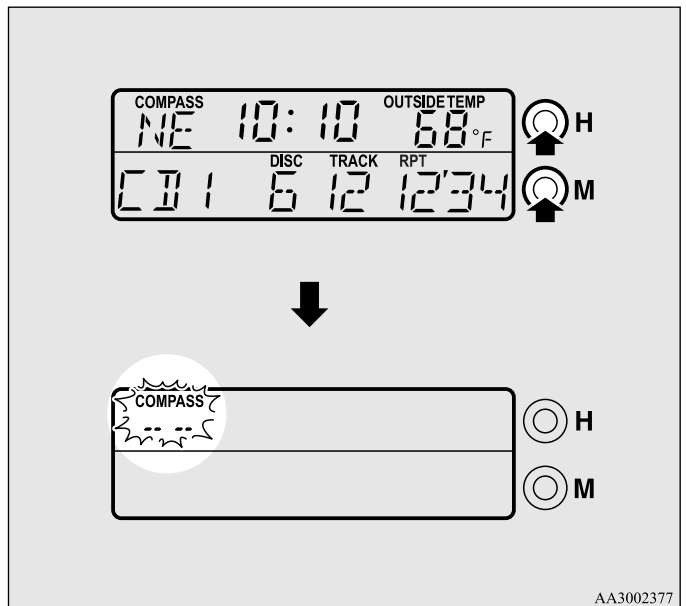 COMPASS OUTSIDE TEMP
NE 10:10 68°F H
DISC TRACK RPT
CD1 6 12 12'34 M
COMPASS
-- -- H
M
AA3002377